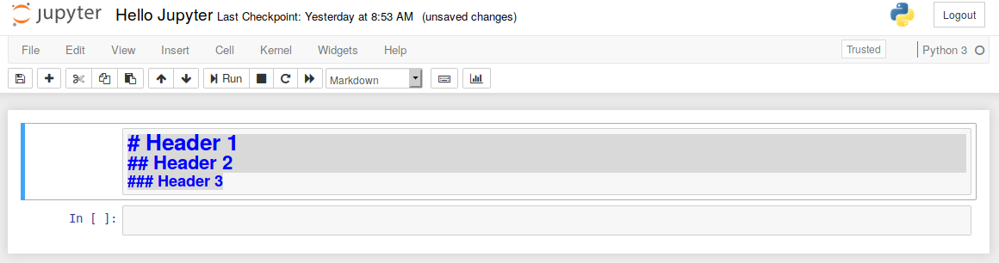 jupyter Hello Jupyter Last Checkpoint: Yesterday at 8:53 AM (unsaved changes) Logout
File Edit View Insert Cell Kernel Widgets Help Trusted Python 3
Run Markdown
# Header 1
## Header 2
### Header 3
In [ ]: